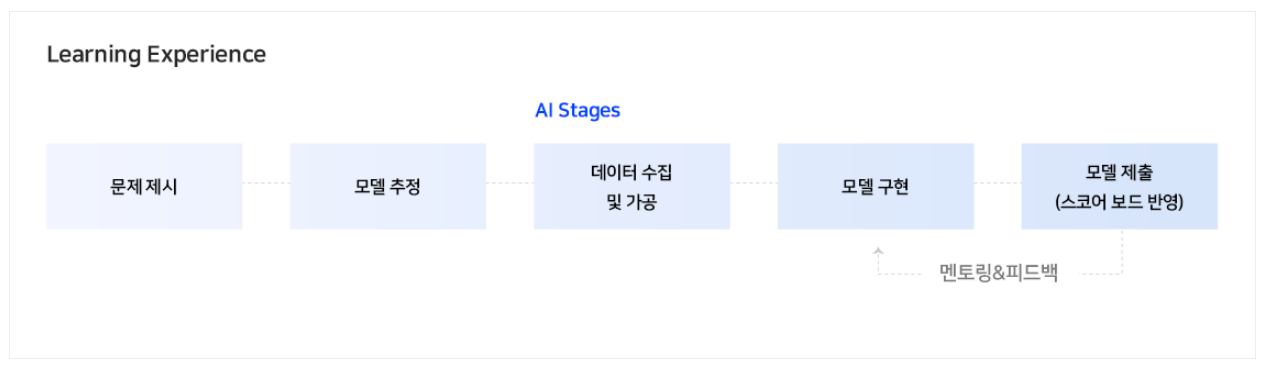 Learning Experience
AI Stages
문제 제시
모델 추정
데이터 수집
및 가공
모델 구현
모델 제출
(스코어 보드 반영)
멘토링&피드백